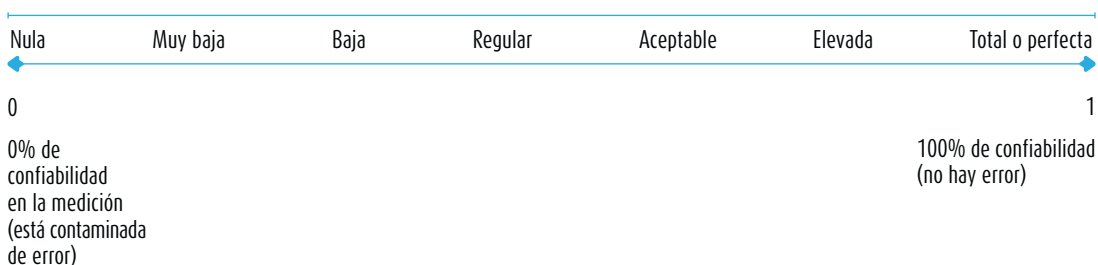 Nula Muy baja Baja Regular Aceptable Elevada Total o perfecta
0 1
0% de
confiabilidad
en la medición
(está contaminada
de error)
100% de confiabilidad
(no hay error)